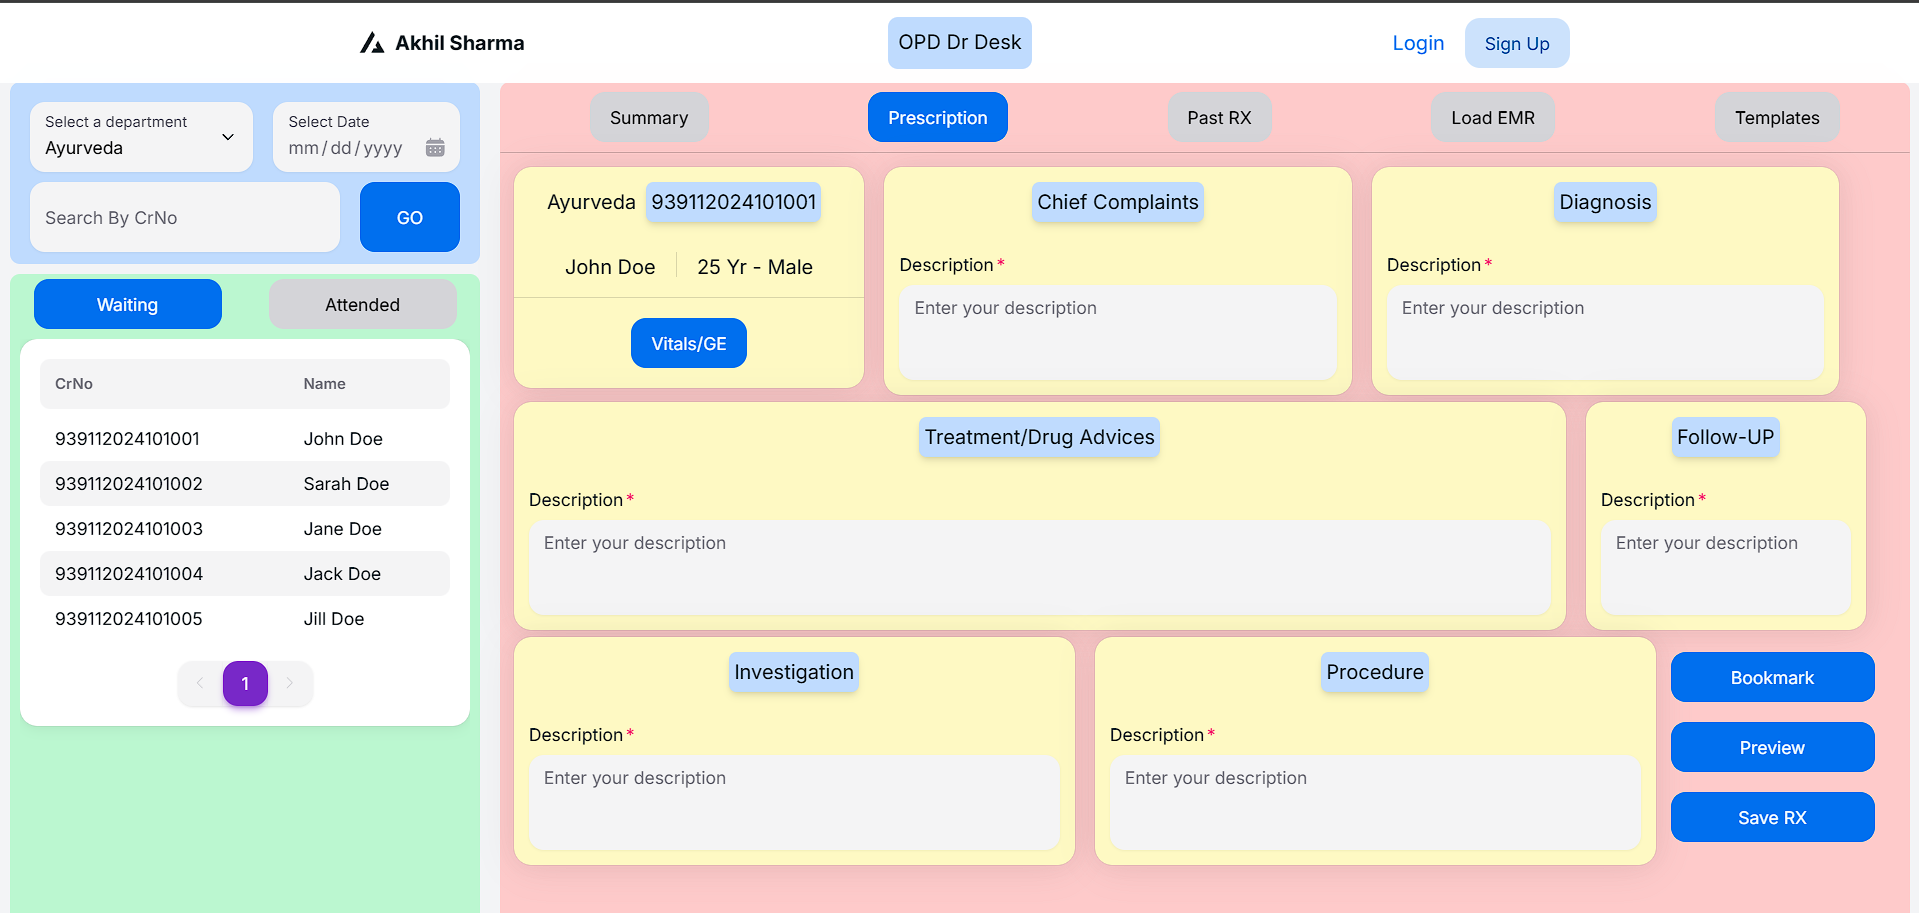 Akhil Sharma
OPD Dr Desk
Login
Sign Up
Select a department
Ayurveda
Select Date
mm/dd/yyyy
Search By CrNo
GO
Waiting
Attended
CrNo Name
939112024101001 John Doe
939112024101002 Sarah Doe
939112024101003 Jane Doe
939112024101004 Jack Doe
939112024101005 Jill Doe
1
Summary
Prescription
Past RX
Load EMR
Templates
Ayurveda 939112024101001
John Doe 25 Yr - Male
Vitals/GE
Chief Complaints
Description*
Enter your description
Diagnosis
Description*
Enter your description
Treatment/Drug Advices
Description*
Enter your description
Follow-UP
Description*
Enter your description
Investigation
Description*
Enter your description
Procedure
Description*
Enter your description
Bookmark
Preview
Save RX